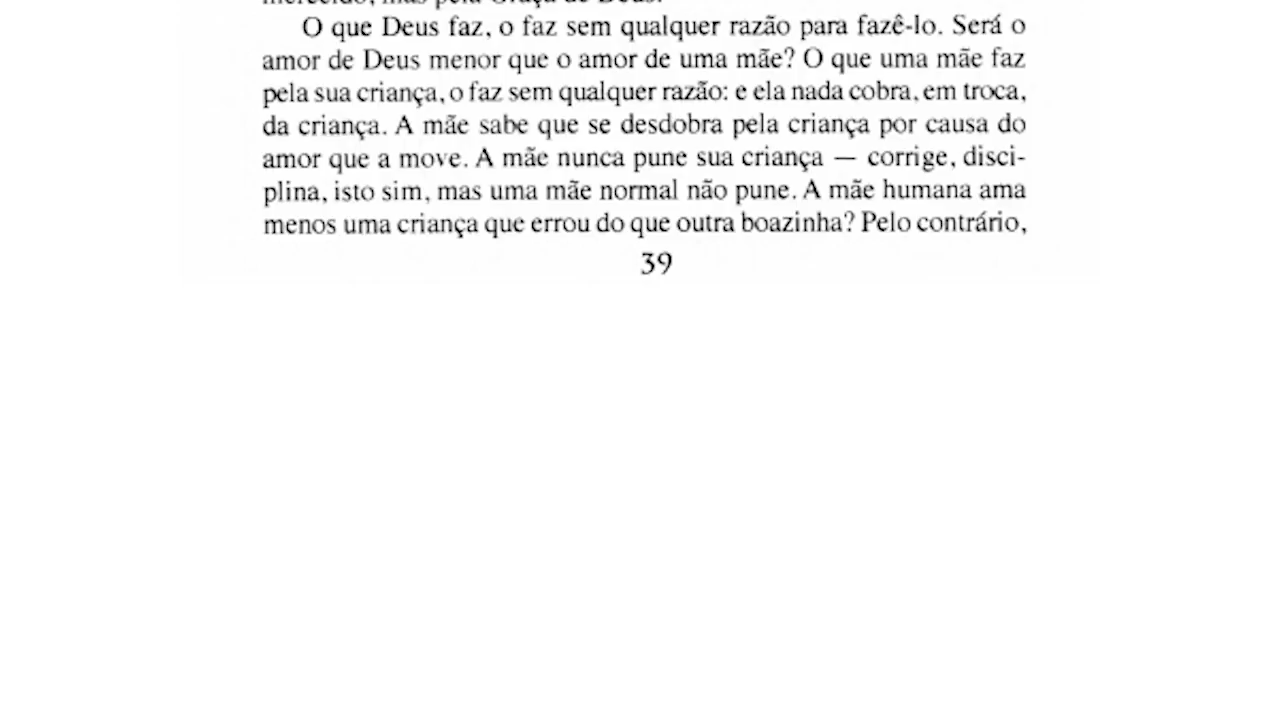 O que Deus faz, o faz sem qualquer razão para fazê-lo. Será o
amor de Deus menor que o amor de uma mãe? O que uma mãe faz
pela sua criança, o faz sem qualquer razão: e ela nada cobra, em troca,
da criança. A mãe sabe que se desdobra pela criança por causa do
amor que a move. A mãe nunca pune sua criança — corrige, disci-
plina, isto sim, mas uma mãe normal não pune. A mãe humana ama
menos uma criança que errou do que outra boazinha? Pelo contrário,
39